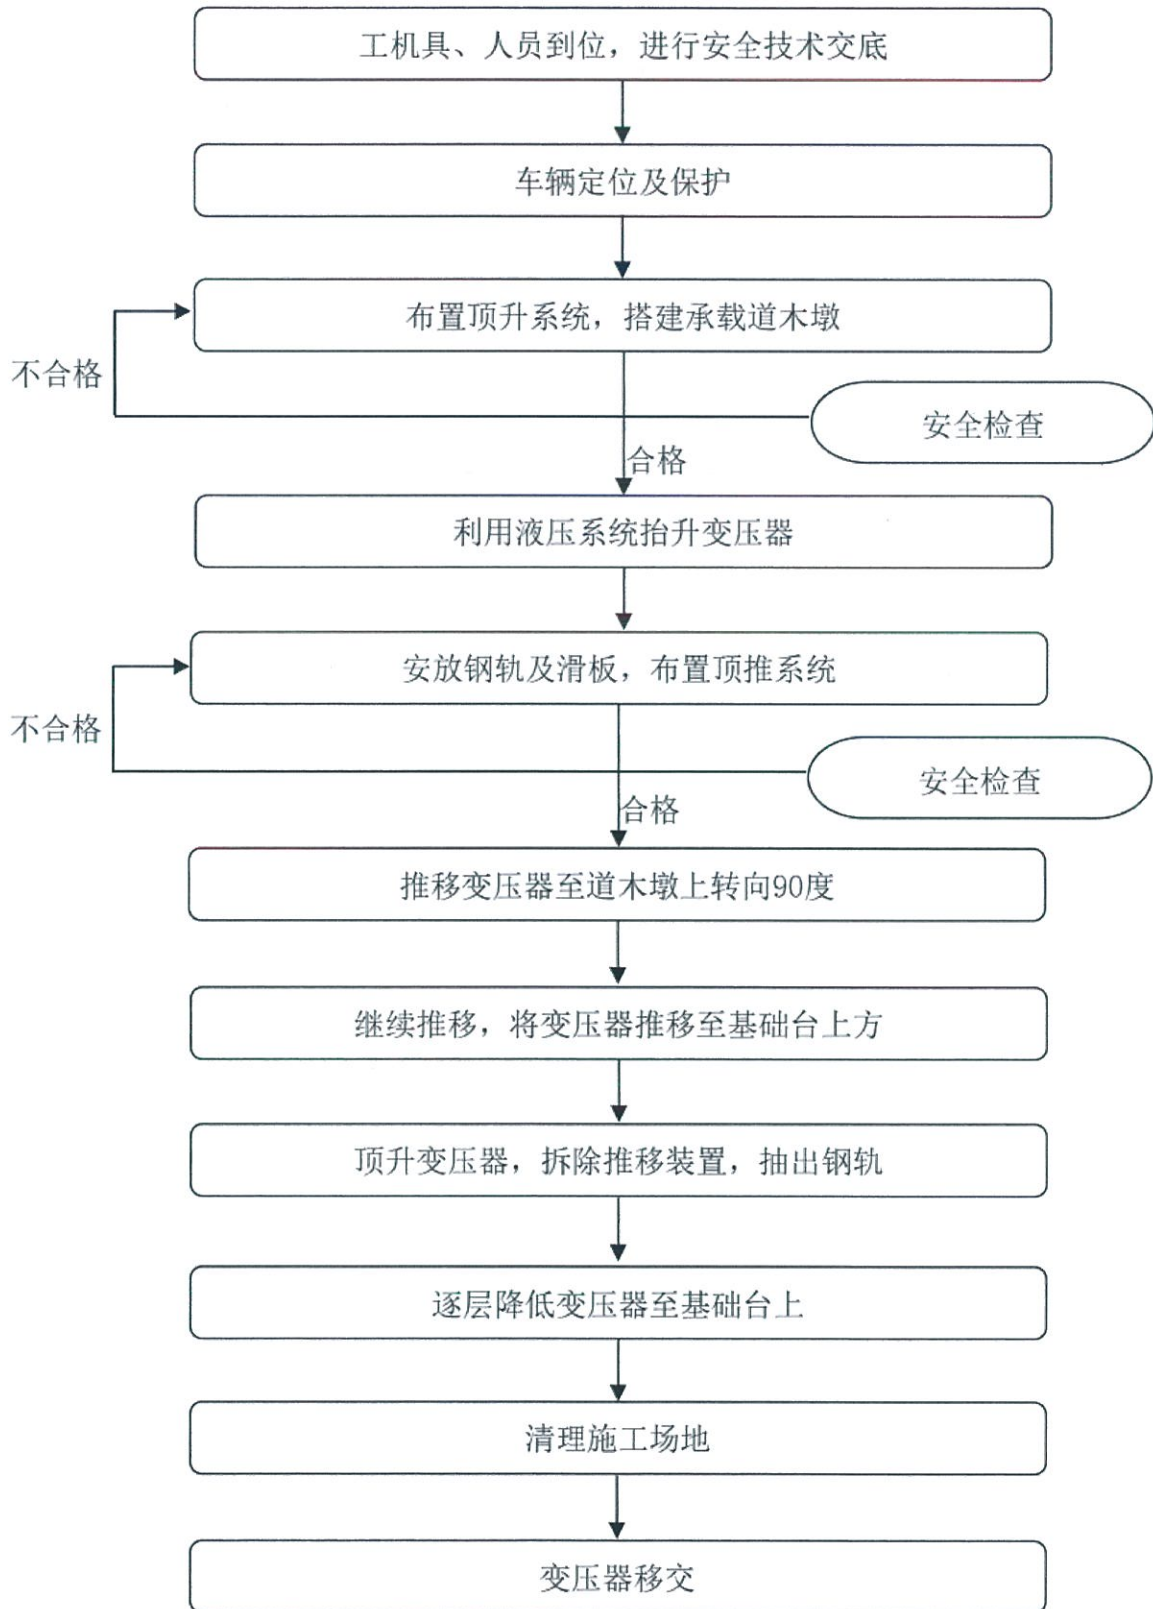 工机具、人员到位，进行安全技术交底
车辆定位及保护
布置顶升系统，搭建承载道木墩
不合格
安全检查
合格
利用液压系统抬升变压器
安放钢轨及滑板，布置顶推系统
不合格
安全检查
合格
推移变压器至道木墩上转向90度
继续推移，将变压器推移至基础台上方
顶升变压器，拆除推移装置，抽出钢轨
逐层降低变压器至基础台上
清理施工场地
变压器移交